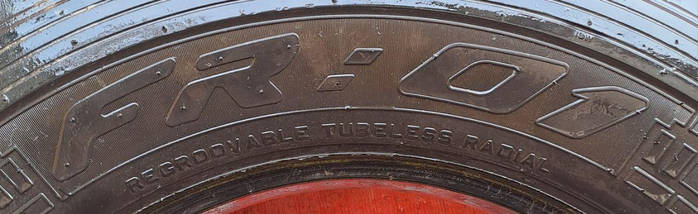 FR:01
REGROOVABLE TUBELESS RADIAL